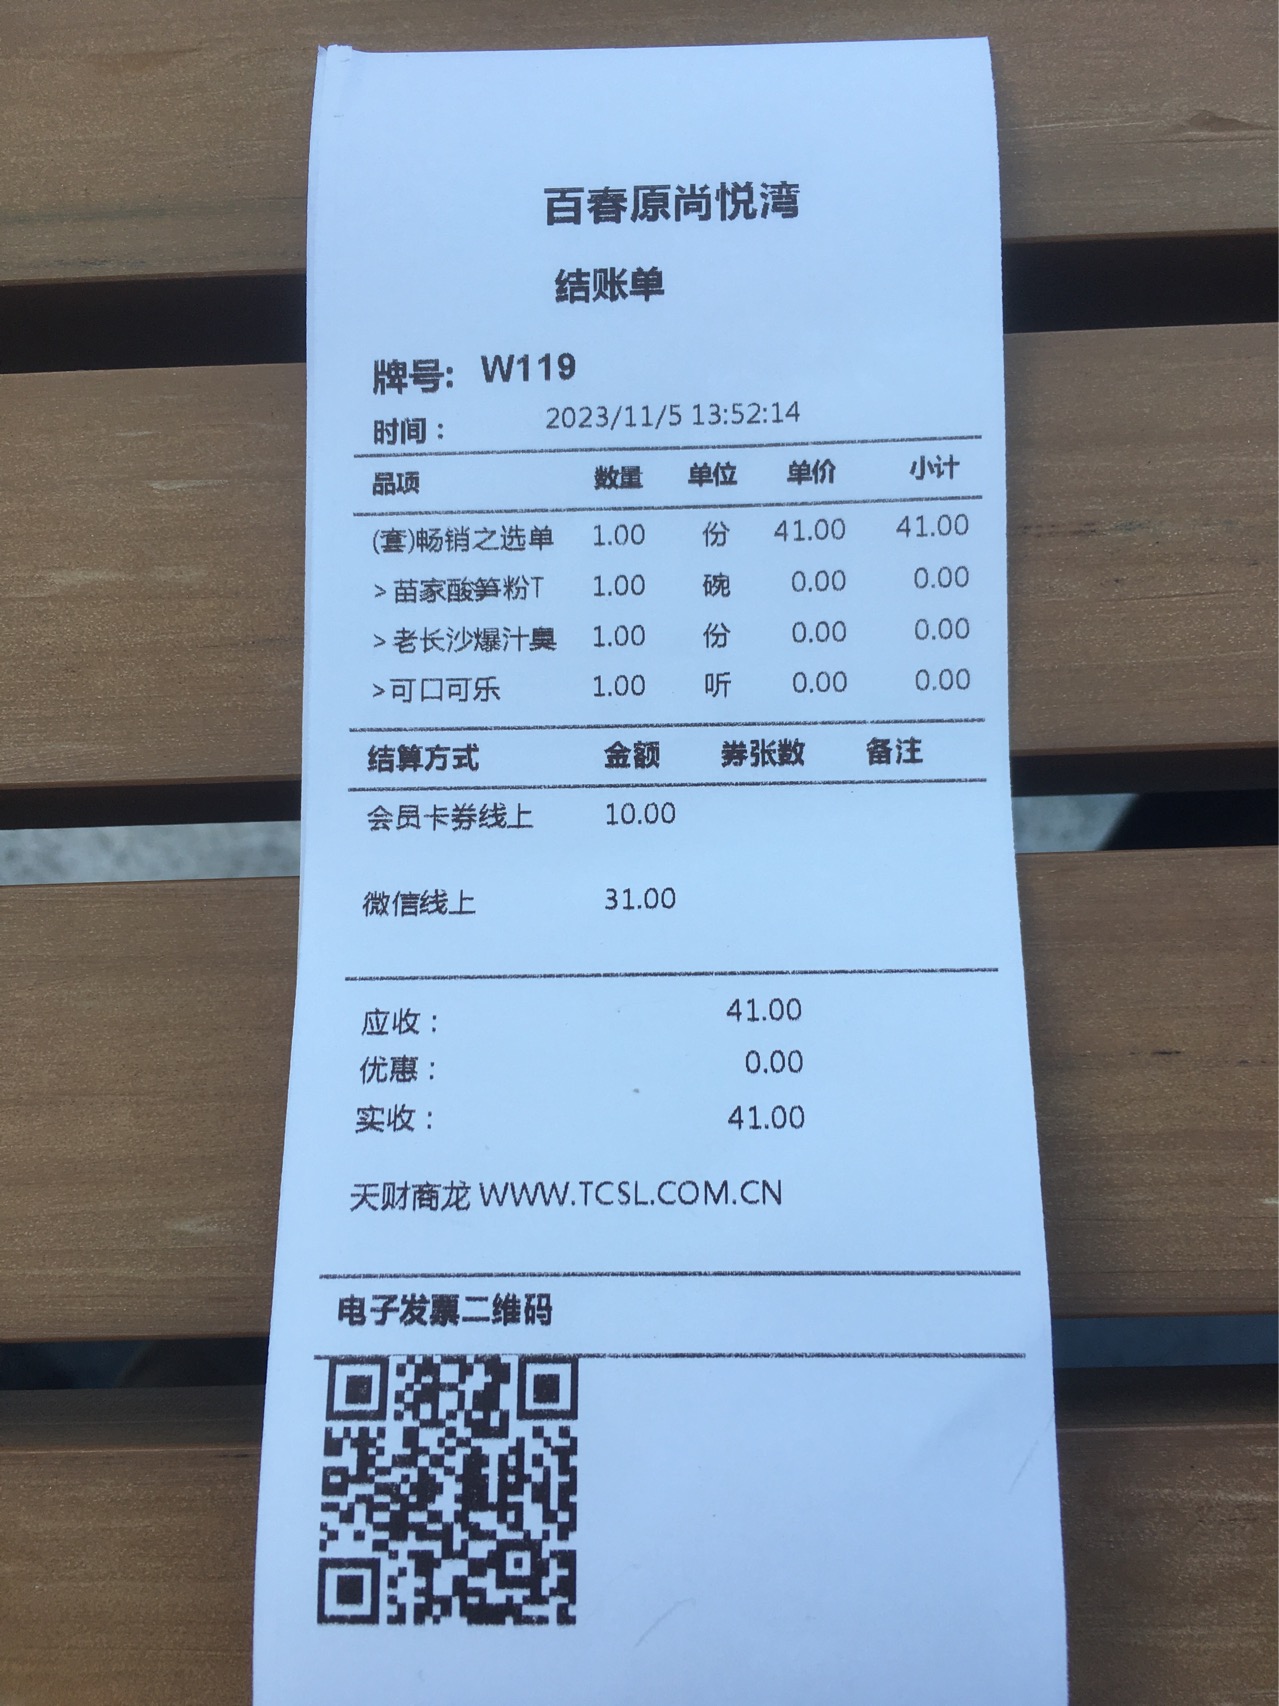 百春原尚悦湾
结账单
牌号: W119
时间： 2023/11/5 13:52:14
品项 数量 单位 单价 小计
(套)畅销之选单 1.00 份 41.00 41.00
>苗家酸笋粉T 1.00 碗 0.00 0.00
>老长沙爆汁臭 1.00 份 0.00 0.00
>可口可乐 1.00 听 0.00 0.00
结算方式 金额 券张数 备注
会员卡券线上 10.00
微信线上 31.00
应收： 41.00
优惠： 0.00
实收： 41.00
天财商龙 WWW.TCSL.COM.CN
电子发票二维码